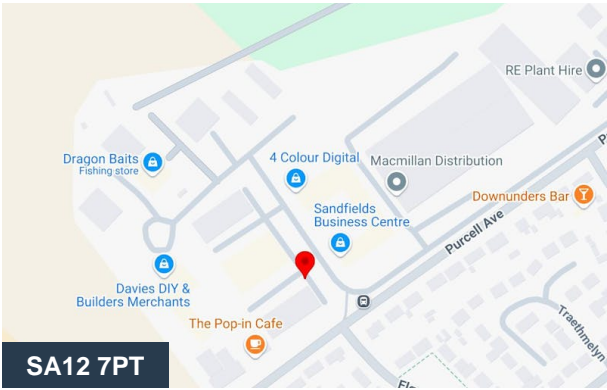 RE Plant Hire
Dragon Baits
Fishing store
4 Colour Digital
Macmillan Distribution
Downunders Bar
Sandfields
Business Centre
Purcell Ave
Davies DIY &
Builders Merchants
The Pop-in Cafe
Traethmelyn
SA12 7PT